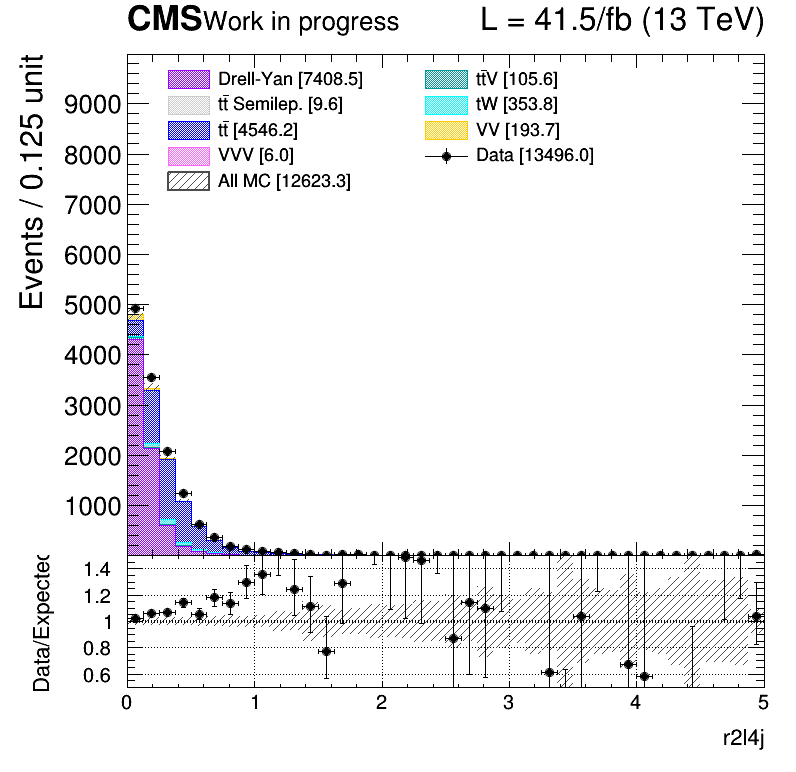 CMS Work in progress L = 41.5/fb (13 TeV)
Events / 0.125 unit
Drell-Yan [7408.5]
tt̄ Semilep. [9.6]
tt̄ [4546.2]
VVV [6.0]
All MC [12623.3]
tt̄V [105.6]
tW [353.8]
VV [193.7]
Data [13496.0]
9000
8000
7000
6000
5000
4000
3000
2000
1000
Data/Expected
1.4
1.2
1
0.8
0.6
0 1 2 3 4 5
r2l4j